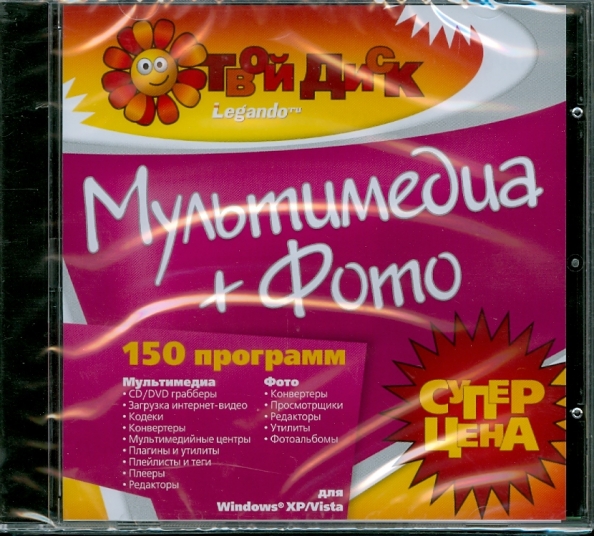 Твой Диск
Legando.ru
Мультимедиа
+ Фото
150 программ
Мультимедиа
• CD/DVD грабберы
• Загрузка интернет-видео
• Кодеки
• Конвертеры
• Мультимедийные центры
• Плагины и утилиты
• Плейлисты и теги
• Плееры
• Редакторы
Фото
• Конвертеры
• Просмотрщики
• Редакторы
• Утилиты
• Фотоальбомы
для
Windows® XP/Vista
СУПЕР
ЦЕНА